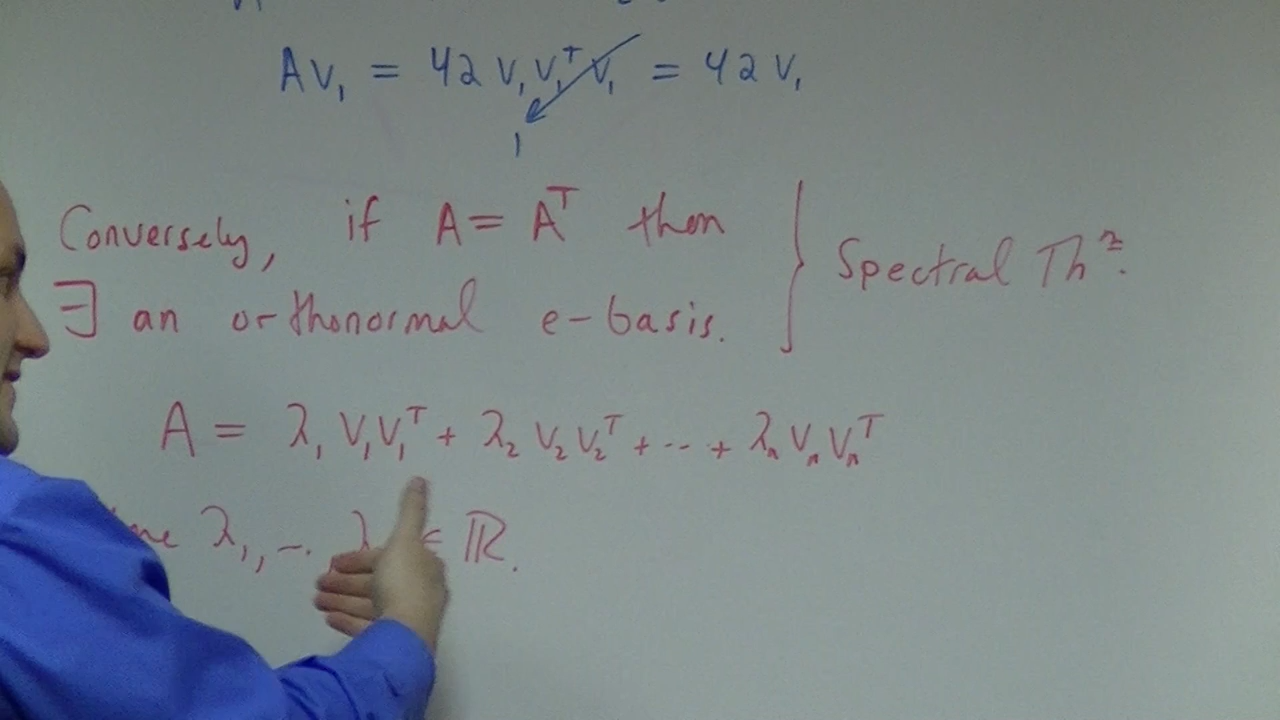 Av₁ = 42 v₁v₁ᵀv₁ = 42 v₁
1
Conversely, if A = Aᵀ then
∃ an orthonormal e-basis.
Spectral Thᵐ.
A = λ₁ v₁v₁ᵀ + λ₂ v₂v₂ᵀ + ··· + λₙ vₙvₙᵀ
λ₁, ... λ ∈ ℝ.